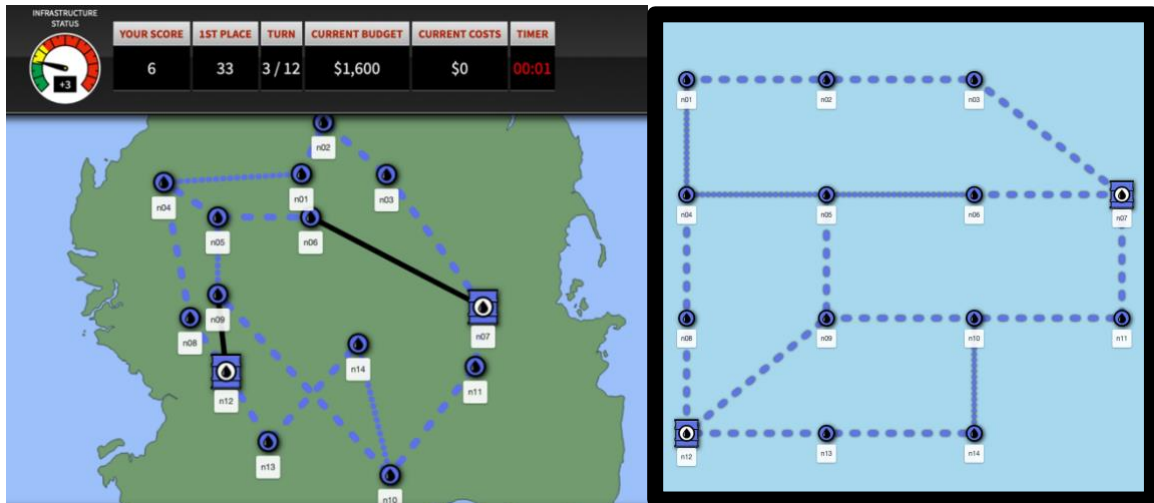 INFRASTRUCTURE
STATUS
+3
YOUR SCORE 1ST PLACE TURN CURRENT BUDGET CURRENT COSTS TIMER
6 33 3 / 12 $1,600 $0 00:01
n02
n04
n01
n03
n05
n06
n09
n08
n07
n14
n12
n11
n13
n10
n01 n02 n03
n04 n05 n06 n07
n08 n09 n10 n11
n12 n13 n14